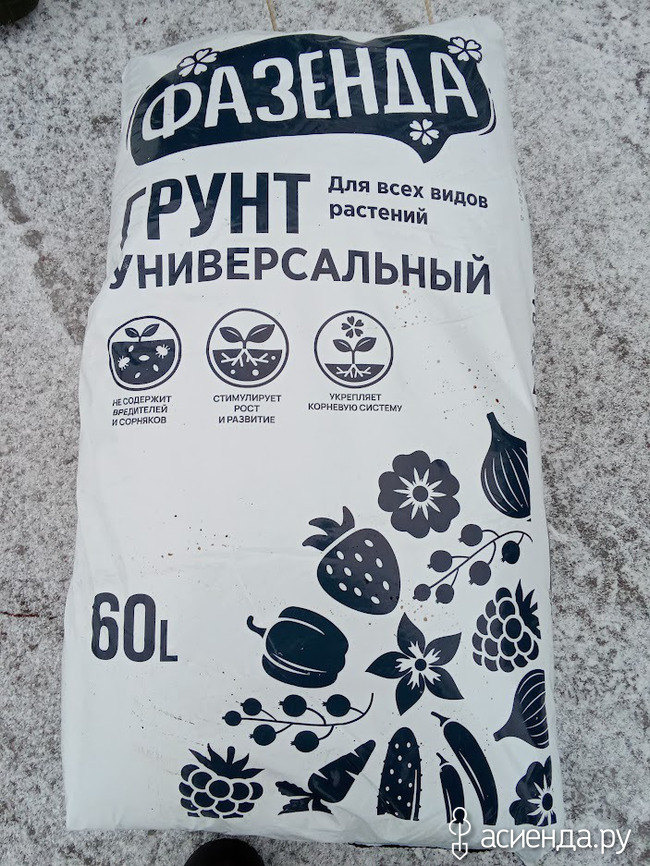 ФАЗЕНДА
ГРУНТ
Для всех видов
растений
УНИВЕРСАЛЬНЫЙ
НЕ СОДЕРЖИТ
ВРЕДИТЕЛЕЙ
И СОРНЯКОВ
СТИМУЛИРУЕТ
РОСТ
И РАЗВИТИЕ
УКРЕПЛЯЕТ
КОРНЕВУЮ СИСТЕМУ
60L
асиенда.ру